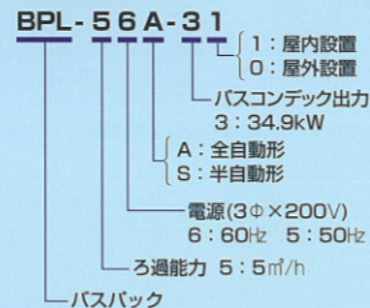 BPL-56A-31
1：屋内設置
0：屋外設置
バスコンデック出力
3：34.9kW
A：全自動形
S：半自動形
電源(3Φ×200V)
6：60Hz 5：50Hz
ろ過能力 5：5㎥/h
バスパック